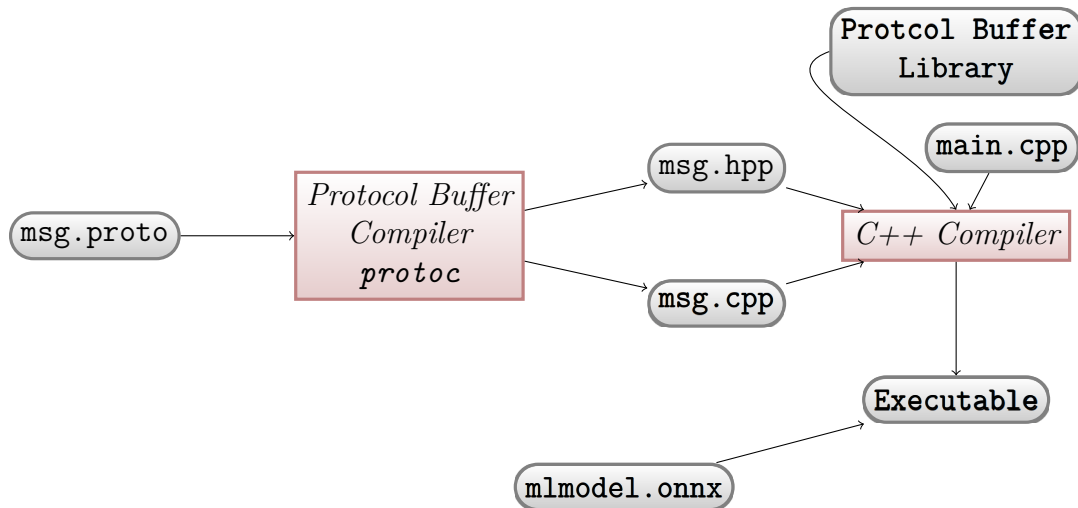 Protcol Buffer
Library
main.cpp
msg.hpp
Protocol Buffer
Compiler
protoc
msg.proto
C++ Compiler
msg.cpp
Executable
mlmodel.onnx